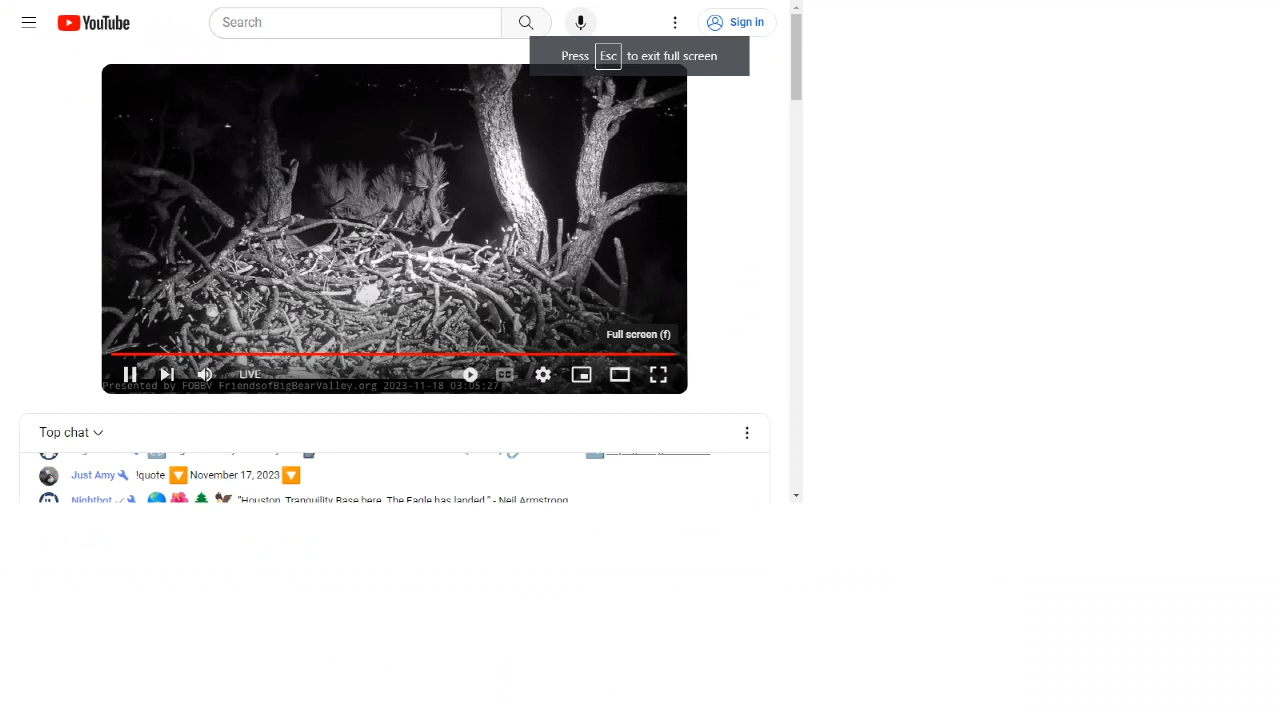 YouTube
Search
Sign in
Press Esc to exit full screen
Full screen (f)
LIVE
CC
Presented by FOBBV FriendsofBigBearValley.org 2023-11-18 03:05:27
Top chat
Just Amy !quote November 17, 2023
Nightbot "Houston, Tranquility Base here. The Eagle has landed." - Neil Armstrong